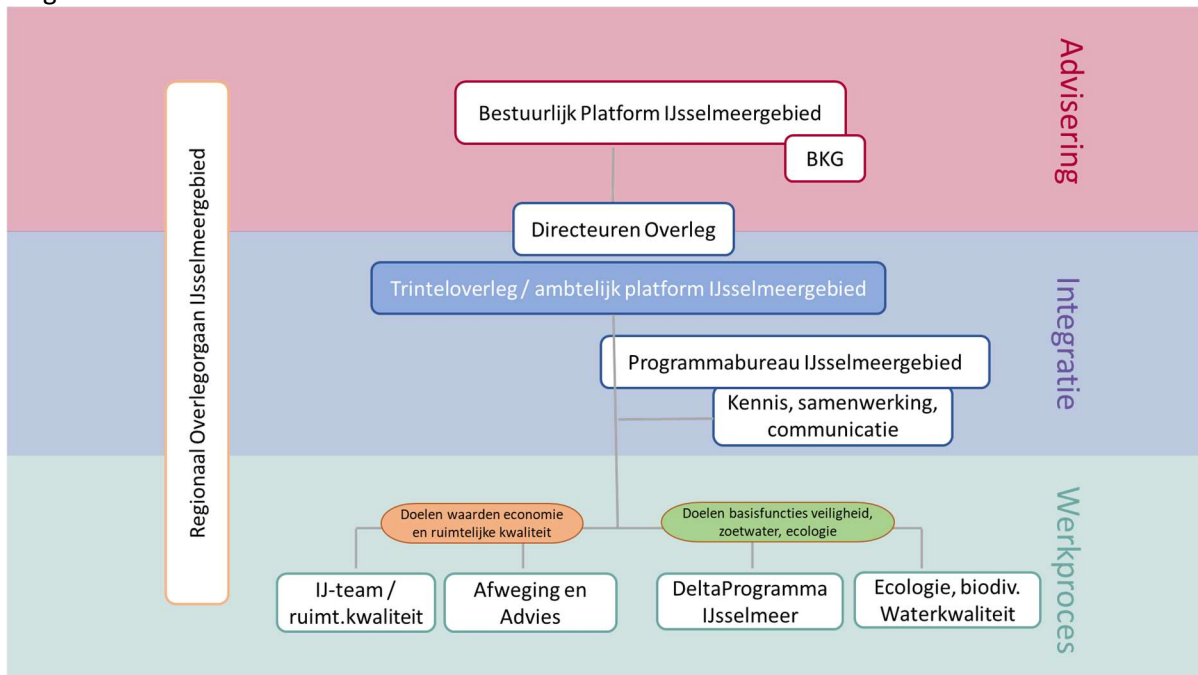 Advisering
Bestuurlijk Platform IJsselmeergebied
BKG
Regionaal Overlegorgaan IJsselmeergebied
Directeuren Overleg
Integratie
Trinteloverleg / ambtelijk platform IJsselmeergebied
Programmabureau IJsselmeergebied
Kennis, samenwerking,
communicatie
Werkproces
Doelen waarden economie
en ruimtelijke kwaliteit
Doelen basisfuncties veiligheid,
zoetwater, ecologie
IJ-team /
ruimt.kwaliteit
Afweging en
Advies
DeltaProgramma
IJsselmeer
Ecologie, biodiv.
Waterkwaliteit